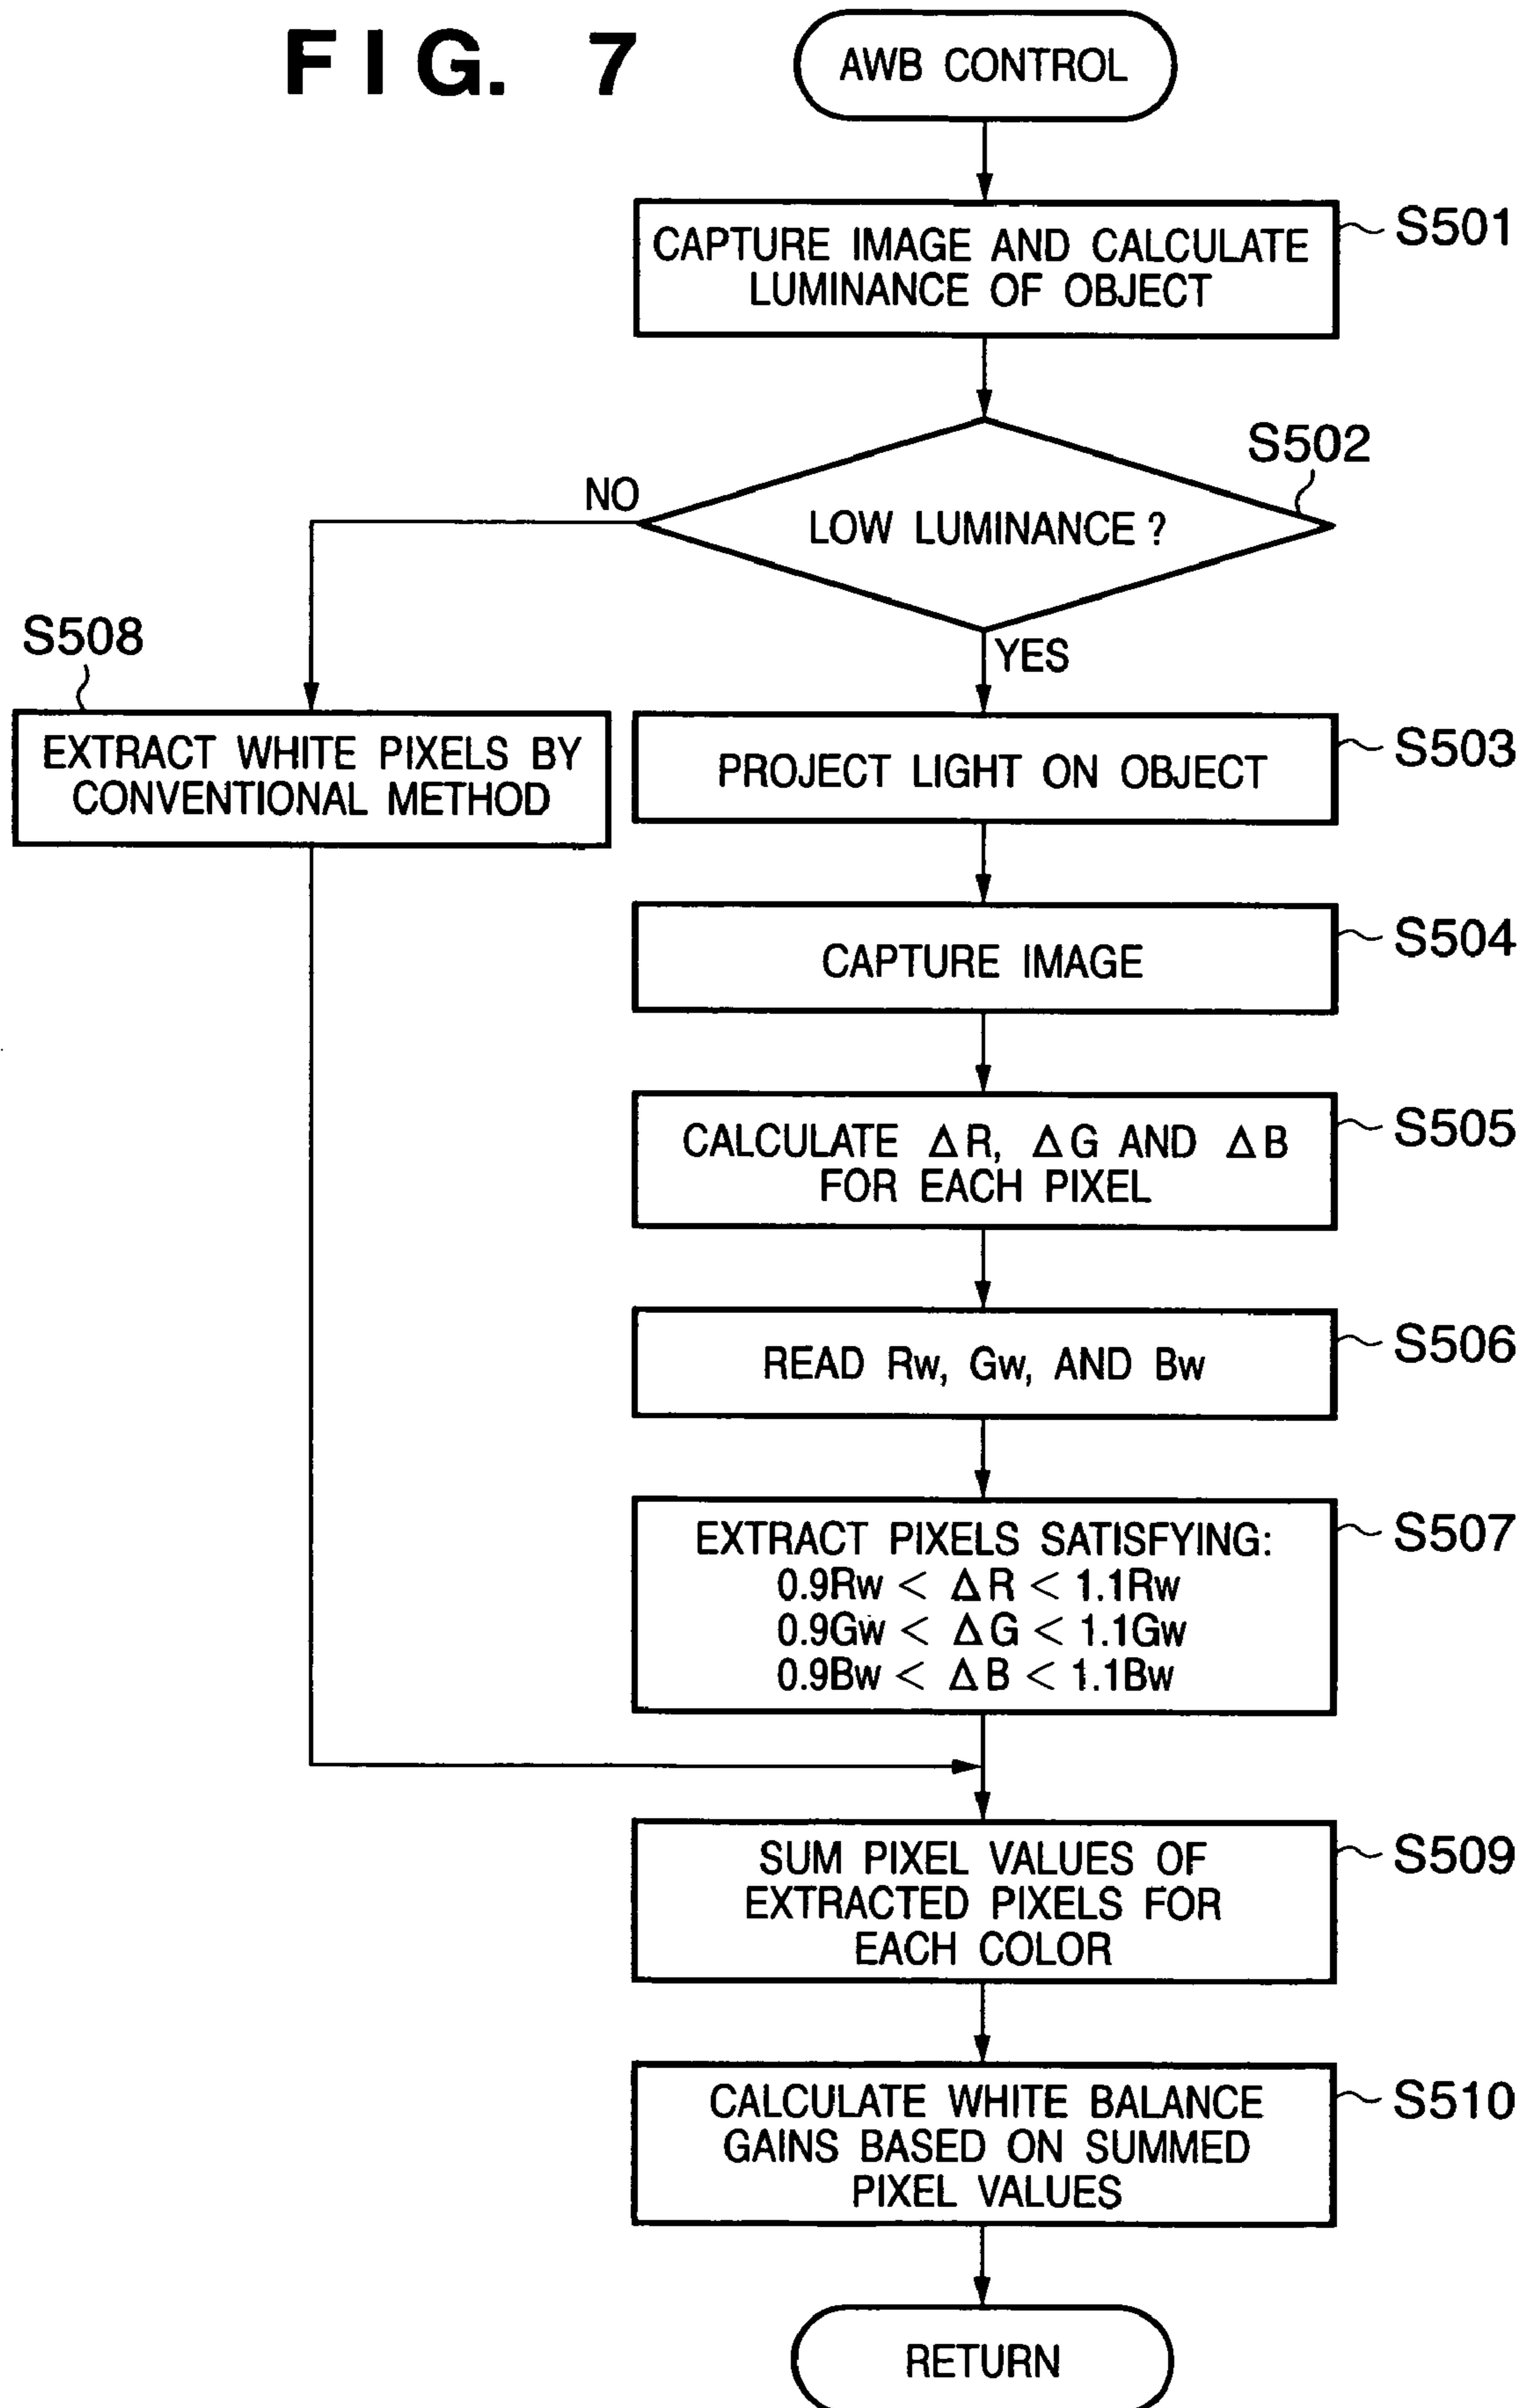 FIG. 7
AWB CONTROL
CAPTURE IMAGE AND CALCULATE
LUMINANCE OF OBJECT
S501
S502
LOW LUMINANCE ?
NO
YES
S508
EXTRACT WHITE PIXELS BY
CONVENTIONAL METHOD
PROJECT LIGHT ON OBJECT
S503
CAPTURE IMAGE
S504
CALCULATE ΔR, ΔG AND ΔB
FOR EACH PIXEL
S505
READ Rw, Gw, AND Bw
S506
EXTRACT PIXELS SATISFYING:
0.9Rw < ΔR < 1.1Rw
0.9Gw < ΔG < 1.1Gw
0.9Bw < ΔB < 1.1Bw
S507
SUM PIXEL VALUES OF
EXTRACTED PIXELS FOR
EACH COLOR
S509
CALCULATE WHITE BALANCE
GAINS BASED ON SUMMED
PIXEL VALUES
S510
RETURN